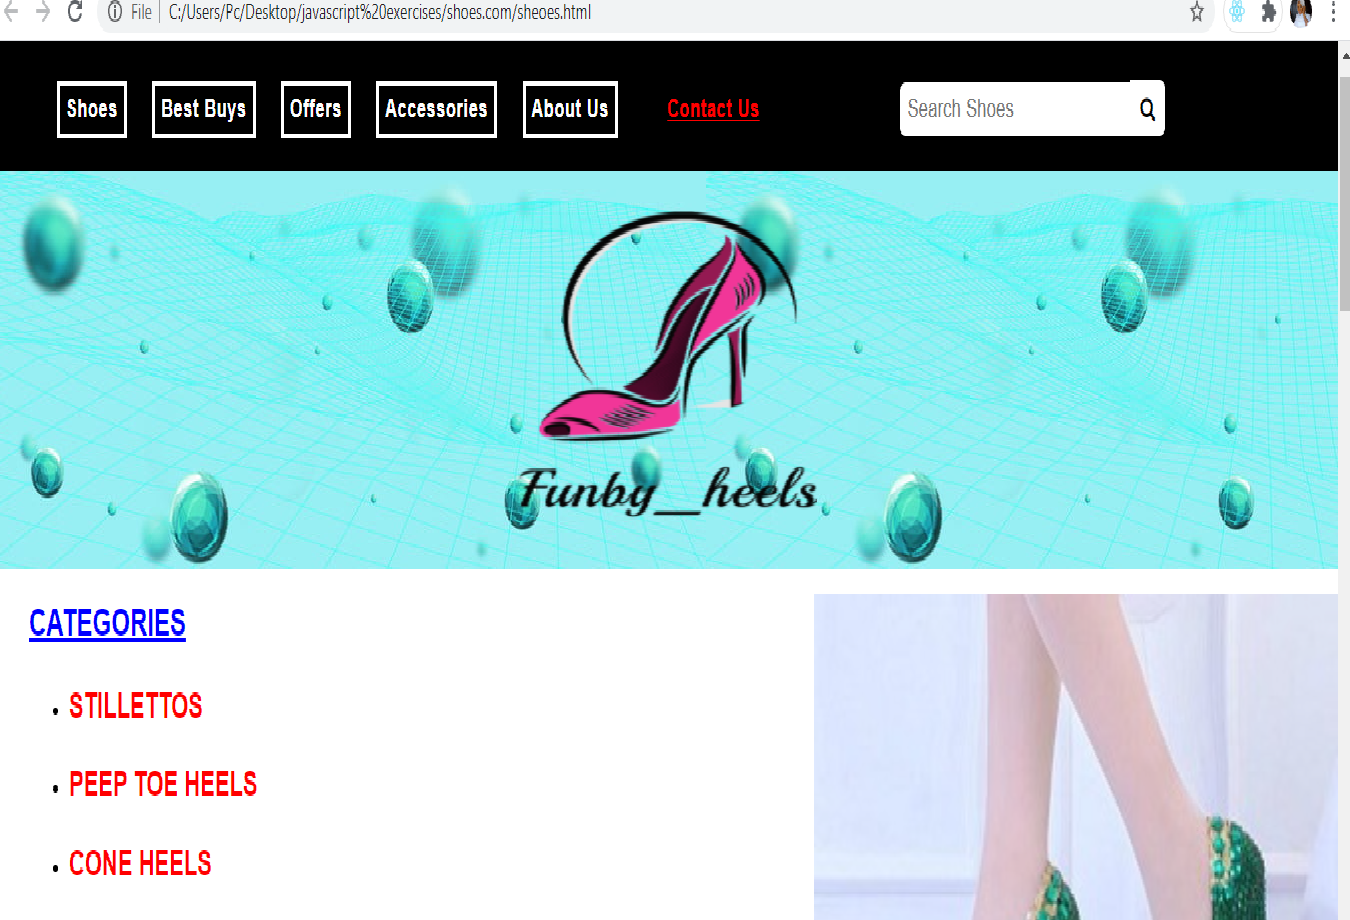 File C:/Users/Pc/Desktop/javascript%20exercises/shoes.com/sheoes.html
Shoes Best Buys Offers Accessories About Us Contact Us Search Shoes
Funby_heels
CATEGORIES
STILLETTOS
PEEP TOE HEELS
CONE HEELS